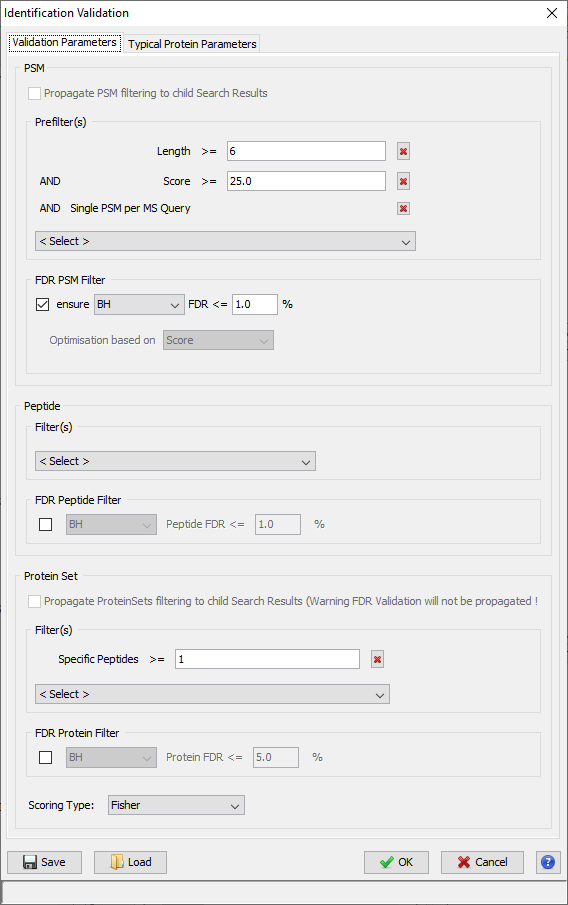 Identification Validation
Validation Parameters Typical Protein Parameters
PSM
Propagate PSM filtering to child Search Results
Prefilter(s)
Length >= 6
AND Score >= 25.0
AND Single PSM per MS Query
< Select >
FDR PSM Filter
ensure BH FDR <= 1.0 %
Optimisation based on Score
Peptide
Filter(s)
< Select >
FDR Peptide Filter
BH Peptide FDR <= 1.0 %
Protein Set
Propagate ProteinSets filtering to child Search Results (Warning FDR Validation will not be propagated !
Filter(s)
Specific Peptides >= 1
< Select >
FDR Protein Filter
BH Protein FDR <= 5.0 %
Scoring Type: Fisher
Save Load OK Cancel ?